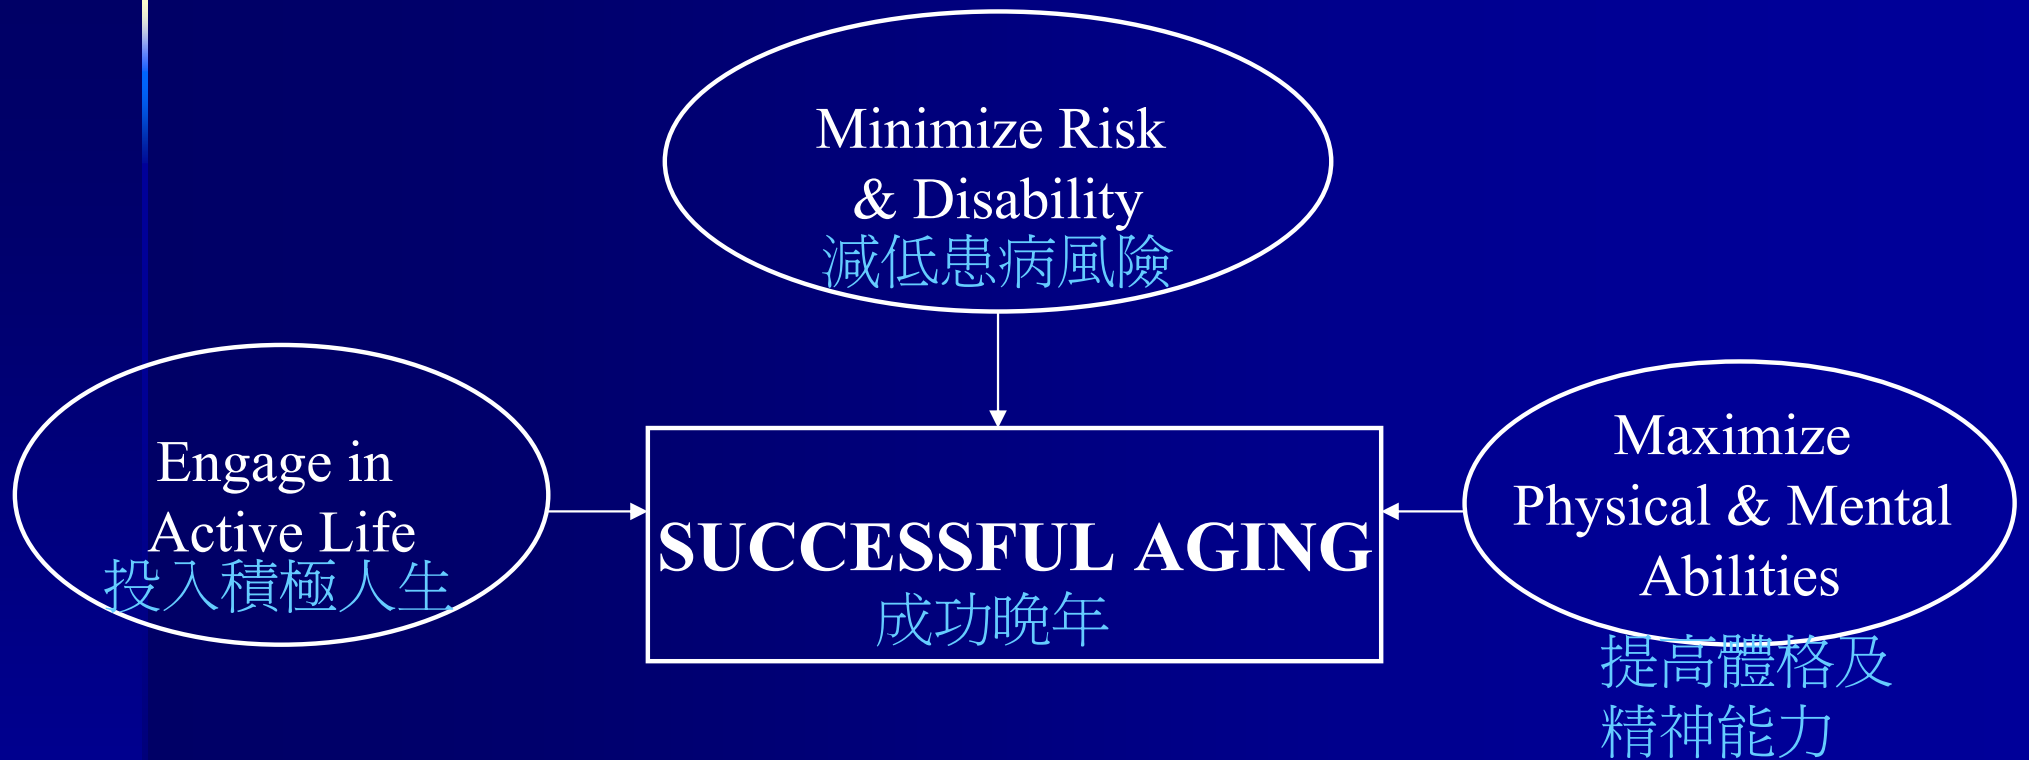 Minimize Risk
& Disability
減低患病風險
Engage in
Active Life
投入積極人生
SUCCESSFUL AGING
成功晚年
Maximize
Physical & Mental
Abilities
提高體格及
精神能力